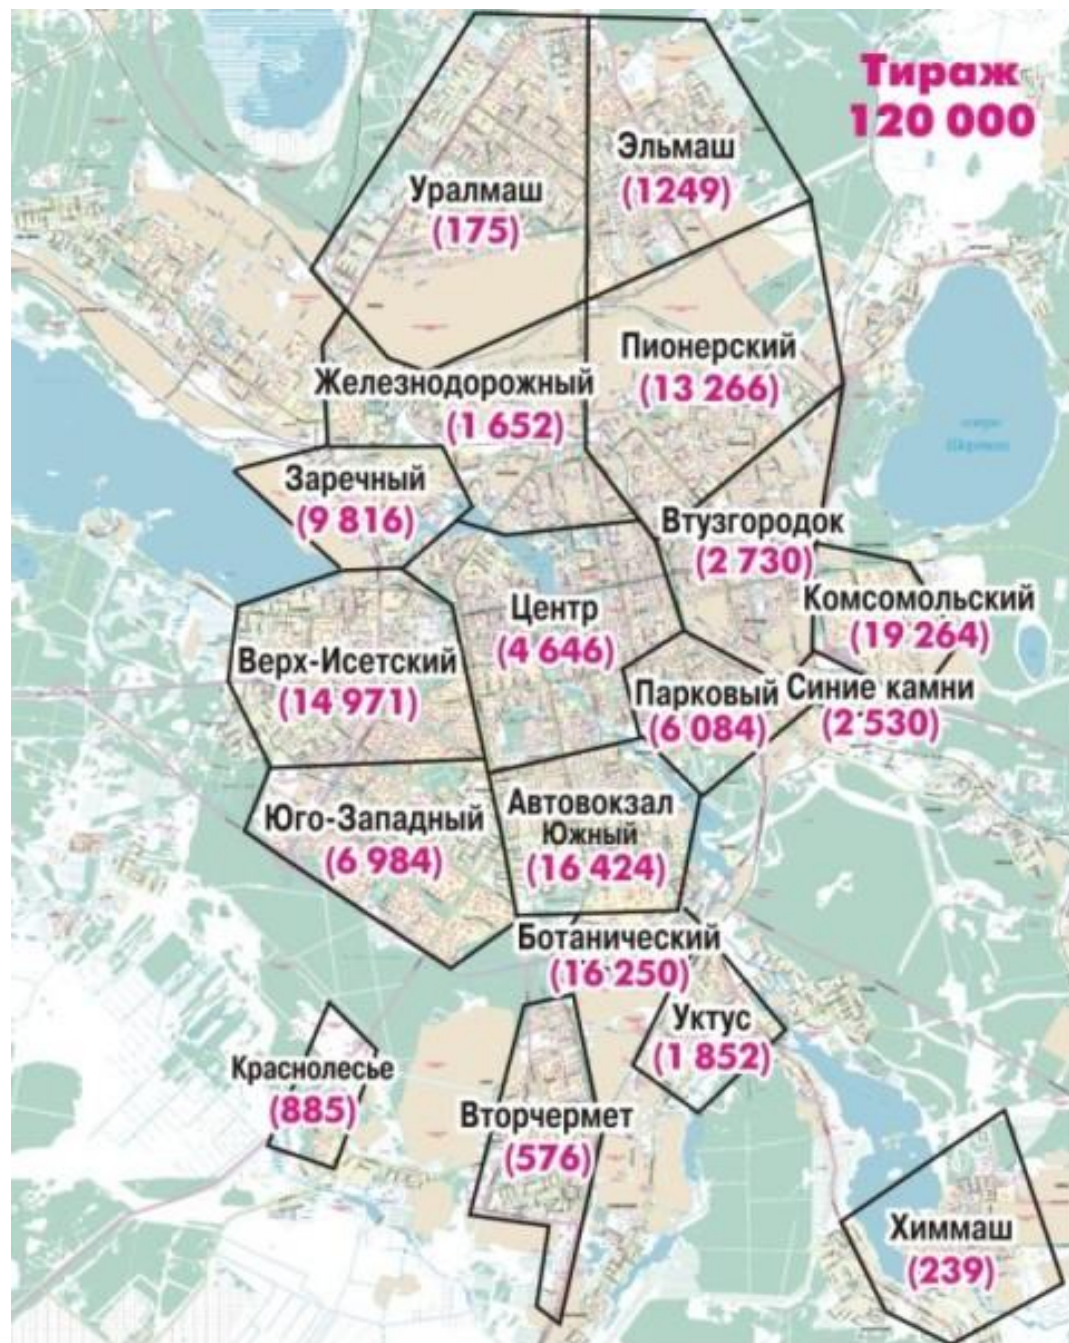 Тираж
120 000
Эльмаш
(1249)
Уралмаш
(175)
Пионерский
(13 266)
Железнодорожный
(1 652)
Заречный
(9 816)
Втузгородок
(2 730)
Комсомольский
(19 264)
Центр
(4 646)
Верх-Исетский
(14 971)
Парковый
(6 084)
Синие камни
(2 530)
Автовокзал
Южный
(16 424)
Юго-Западный
(6 984)
Ботанический
(16 250)
Уктус
(1 852)
Краснолесье
(885)
Вторчермет
(576)
Химмаш
(239)